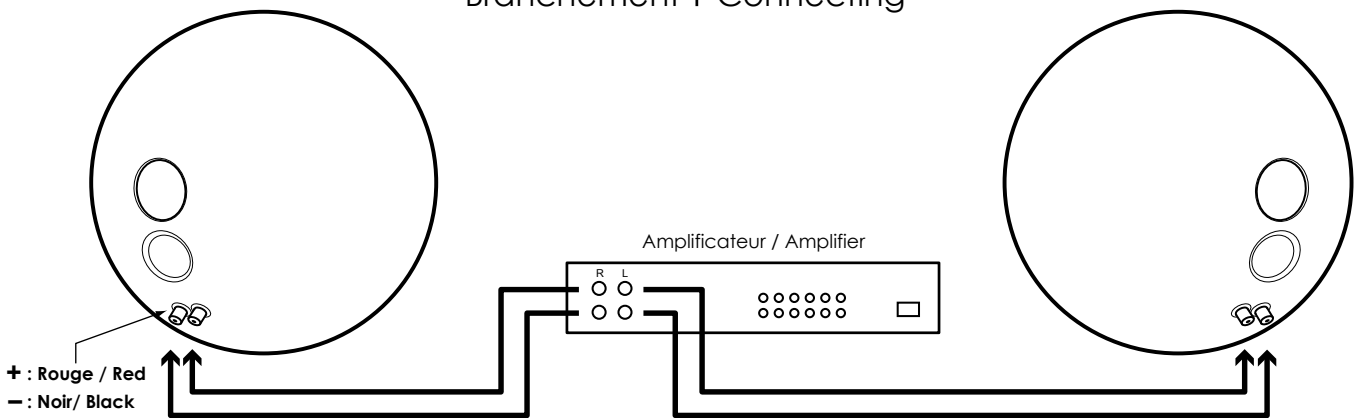 Branchement / Connecting
Amplificateur / Amplifier
R L
+ : Rouge / Red
– : Noir/ Black